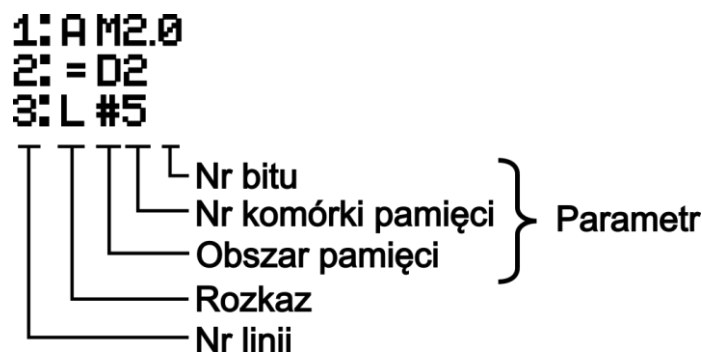 1: A M2.0
2: = D2
3: L #5
Nr bitu
Nr komórki pamięci
Obszar pamięci
Parametr
Rozkaz
Nr linii